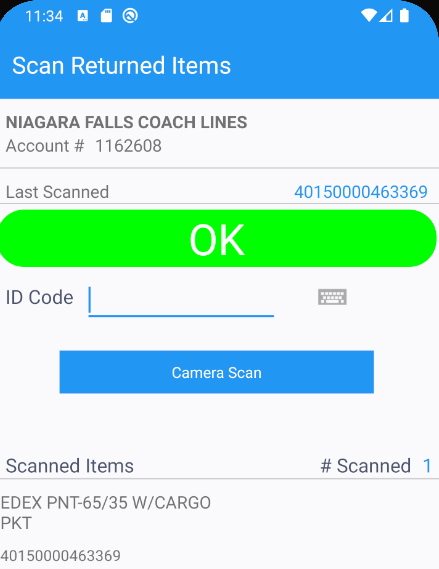 11:34
Scan Returned Items
NIAGARA FALLS COACH LINES
Account # 1162608
Last Scanned 40150000463369
OK
ID Code
Camera Scan
Scanned Items # Scanned 1
EDEX PNT-65/35 W/CARGO
PKT
40150000463369